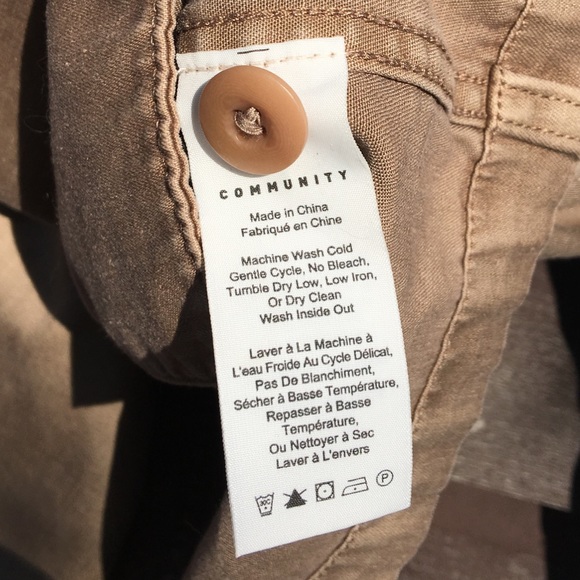 COMMUNITY
Made in China
Fabriqué en Chine
Machine Wash Cold
Gentle Cycle, No Bleach,
Tumble Dry Low, Low Iron,
Or Dry Clean
Wash Inside Out
Laver à La Machine à
L'eau Froide Au Cycle Délicat,
Pas De Blanchiment,
Sécher à Basse Température,
Repasser à Basse
Température,
Ou Nettoyer à Sec
Laver à L'envers
30C P